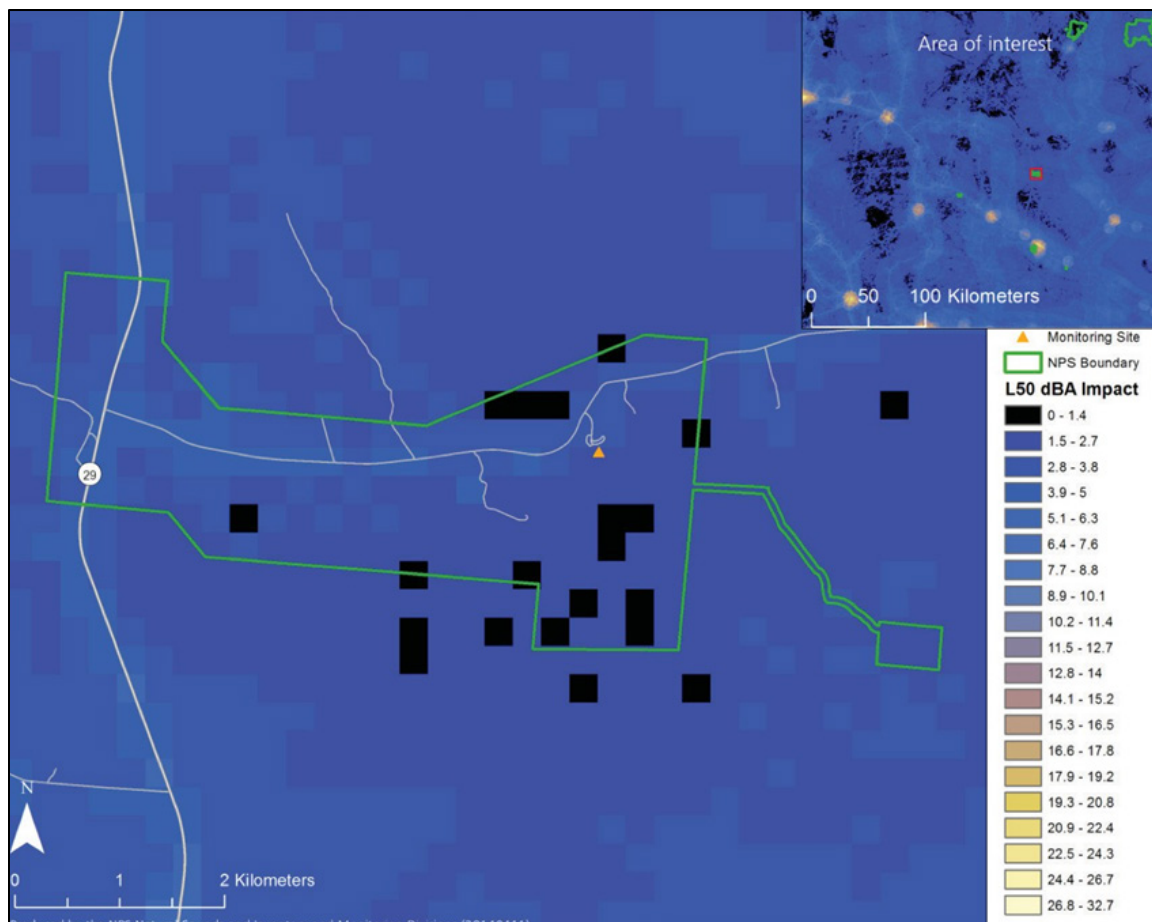 Area of interest
0 50 100 Kilometers
Monitoring Site
NPS Boundary
L50 dBA Impact
0 - 1.4
1.5 - 2.7
2.8 - 3.8
3.9 - 5
5.1 - 6.3
6.4 - 7.6
7.7 - 8.8
8.9 - 10.1
10.2 - 11.4
11.5 - 12.7
12.8 - 14
14.1 - 15.2
15.3 - 16.5
16.6 - 17.8
17.9 - 19.2
19.3 - 20.8
20.9 - 22.4
22.5 - 24.3
24.4 - 26.7
26.8 - 32.7
29
N
0 1 2 Kilometers